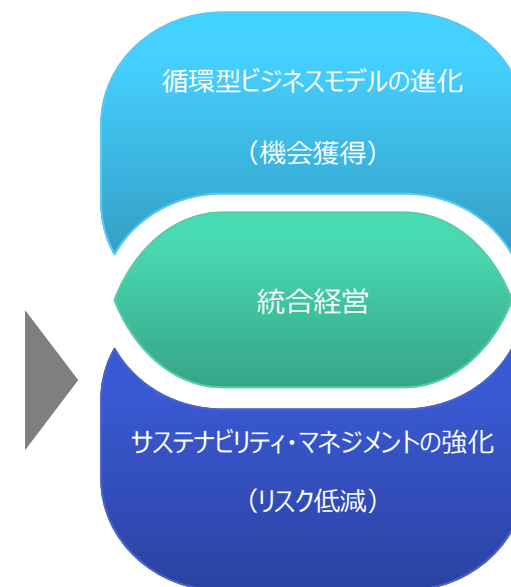 循環型ビジネスモデルの進化
（機会獲得）
統合経営
サステナビリティ・マネジメントの強化
（リスク低減）